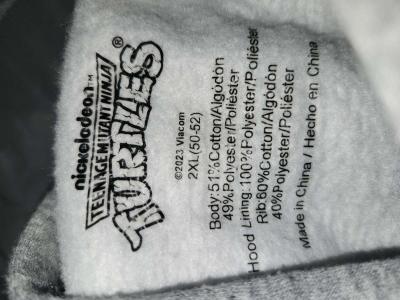 nickelodeon™
TEENAGE MUTANT NINJA
TURTLES®
©2023 Viacom
2XL(50-52)
Body:51%Cotton/Algodón
49%Polyester/Poliéster
Hood Lining:100%Polyester/Poliéster
Rib:60%Cotton/Algodón
40%Polyester/Poliéster
Made in China / Hecho en China